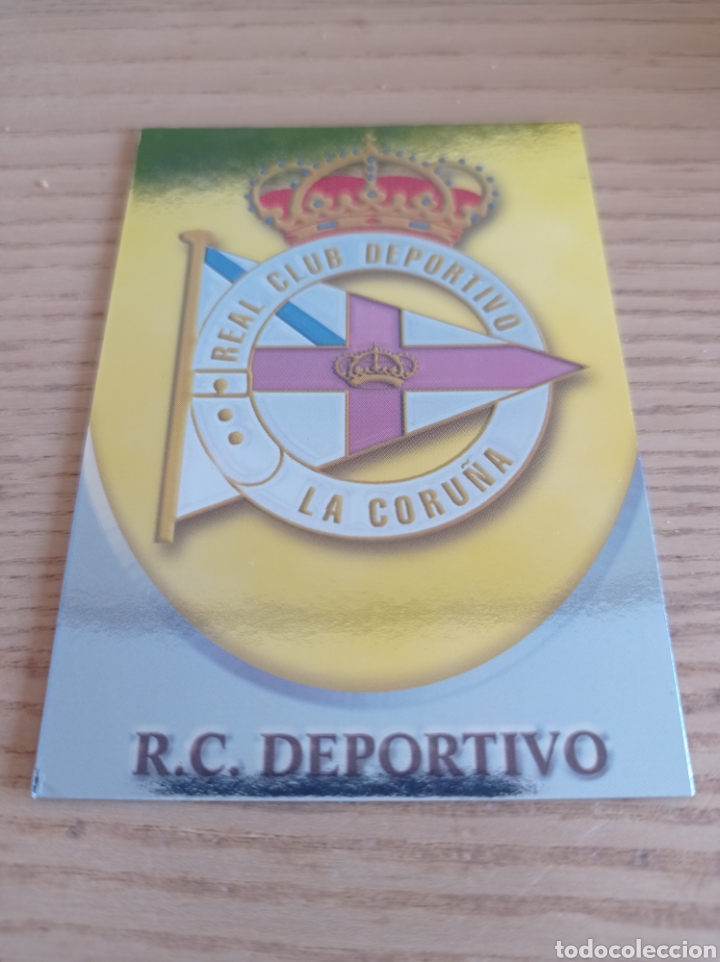 REAL CLUB DEPORTIVO
LA CORUÑA
R.C. DEPORTIVO
todocoleccion